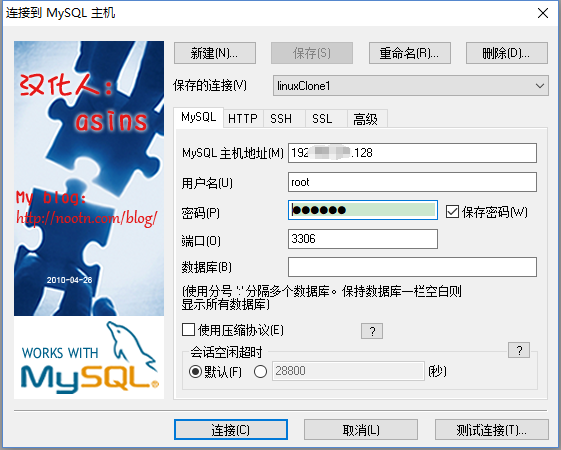 连接到 MySQL 主机
汉化人:
asins
My blog:
http://nootn.com/blog/
2010-04-26
WORKS WITH
MySQL®
新建(N)...
保存(S)
重命名(R)...
删除(D)...
保存的连接(V)
linuxClone1
MySQL
HTTP
SSH
SSL
高级
MySQL 主机地址(M)
192 .128
用户名(U)
root
密码(P)
●●●●●●
保存密码(W)
端口(O)
3306
数据库(B)
(使用分号 ';' 分隔多个数据库。保持数据库一栏空白则
显示所有数据库)
使用压缩协议(E)
?
会话空闲超时
?
默认(F)
28800
(秒)
连接(C)
取消(L)
测试连接(T)...